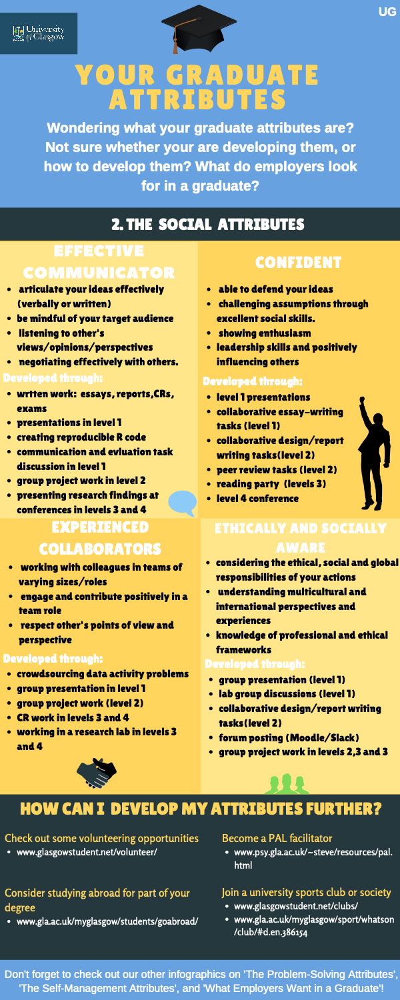 UG
University
of Glasgow
YOUR GRADUATE
ATTRIBUTES
Wondering what your graduate attributes are?
Not sure whether your are developing them, or
how to develop them? What do employers look
for in a graduate?
2. THE SOCIAL ATTRIBUTES
EFFECTIVE
COMMUNICATOR
• articulate your ideas effectively
(verbally or written)
• be mindful of your target audience
• listening to other's
views/opinions/perspectives
• negotiating effectively with others.
Developed through:
• wrtten work: essays, reports,CRs,
exams
• presentations in level 1
• creating reproducible R code
• communication and evluation task
discussion in level 1
• group project work in level 2
• presenting research findings at
conferences in levels 3 and 4
CONFIDENT
• able to defend your ideas
• challenging assumptions through
excellent social skills.
• showing enthusiasm
• leadership skills and positively
influencing others
Developed through:
• level 1 presentations
• collaborative essay-writing
tasks (level 1)
• collaborative design/report
writing tasks(level 2)
• peer review tasks (level 2)
• reading party (levels 3)
• level 4 conference
EXPERIENCED
COLLABORATORS
• working with colleagues in teams of
varying sizes/roles
• engage and contribute positively in a
team role
• respect other's points of view and
perspective
Developed through:
• crowdsourcing data activity problems
• group presentation in level 1
• group project work (level 2)
• CR work in levels 3 and 4
• working in a research lab in levels 3
and 4
ETHICALLY AND SOCIALLY
AWARE
• considering the ethical, social and global
responsibilities of your actions
• understanding multicultural and
international perspectives and
experiences
• knowledge of professional and ethical
frameworks
Developed through:
• group presentation (level 1)
• lab group discussions (level 1)
• collaborative design/report writing
tasks(level 2)
• forum posting (Moodle/Slack)
• group project work in levels 2,3 and 3
HOW CAN I DEVELOP MY ATTRIBUTES FURTHER?
Check out some volunteering opportunities
• www.glasgowstudent.net/volunteer/
Consider studying abroad for part of your
degree
• www.gla.ac.uk/myglasgow/students/goabroad/
Become a PAL facilitator
• www.psy.gla.ac.uk/~steve/resources/pal.
html
Join a university sports club or society
• www.glasgowstudent.net/clubs/
• www.gla.ac.uk/myglasgow/sport/whatson
/club/#d.en.386154
Don't forget to check out our other infographics on 'The Problem-Solving Attributes',
'The Self-Management Attributes', and 'What Employers Want in a Graduate'!